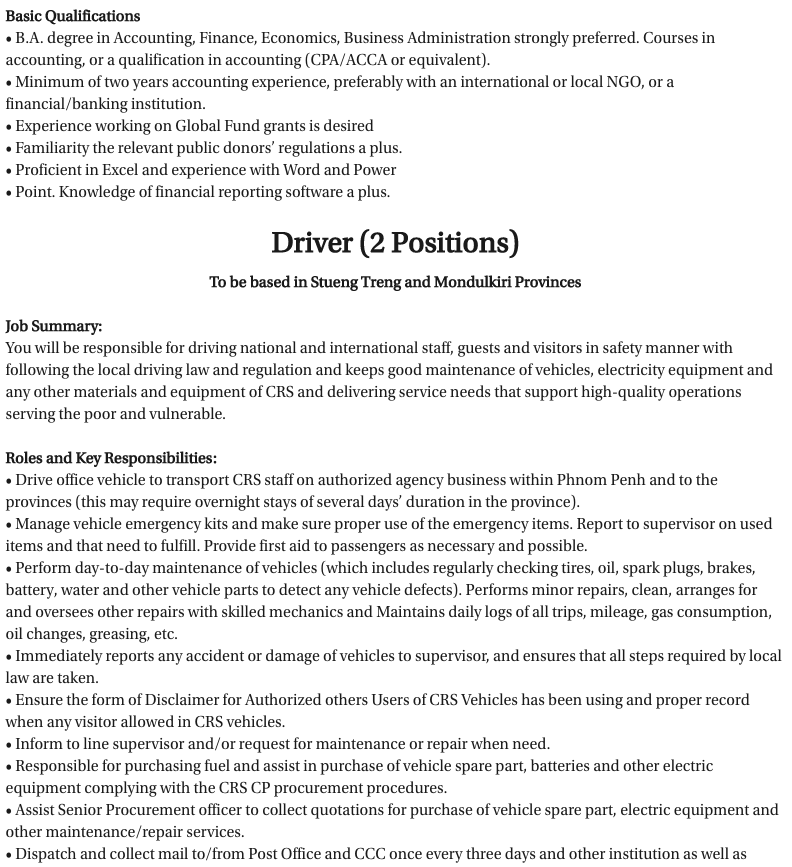 Basic Qualifications
• B.A. degree in Accounting, Finance, Economics, Business Administration strongly preferred. Courses in
accounting, or a qualification in accounting (CPA/ACCA or equivalent).
• Minimum of two years accounting experience, preferably with an international or local NGO, or a
financial/banking institution.
• Experience working on Global Fund grants is desired
• Familiarity the relevant public donors’ regulations a plus.
• Proficient in Excel and experience with Word and Power
• Point. Knowledge of financial reporting software a plus.
Driver (2 Positions)
To be based in Stueng Treng and Mondulkiri Provinces
Job Summary:
You will be responsible for driving national and international staff, guests and visitors in safety manner with
following the local driving law and regulation and keeps good maintenance of vehicles, electricity equipment and
any other materials and equipment of CRS and delivering service needs that support high-quality operations
serving the poor and vulnerable.
Roles and Key Responsibilities:
• Drive office vehicle to transport CRS staff on authorized agency business within Phnom Penh and to the
provinces (this may require overnight stays of several days’ duration in the province).
• Manage vehicle emergency kits and make sure proper use of the emergency items. Report to supervisor on used
items and that need to fulfill. Provide first aid to passengers as necessary and possible.
• Perform day-to-day maintenance of vehicles (which includes regularly checking tires, oil, spark plugs, brakes,
battery, water and other vehicle parts to detect any vehicle defects). Performs minor repairs, clean, arranges for
and oversees other repairs with skilled mechanics and Maintains daily logs of all trips, mileage, gas consumption,
oil changes, greasing, etc.
• Immediately reports any accident or damage of vehicles to supervisor, and ensures that all steps required by local
law are taken.
• Ensure the form of Disclaimer for Authorized others Users of CRS Vehicles has been using and proper record
when any visitor allowed in CRS vehicles.
• Inform to line supervisor and/or request for maintenance or repair when need.
• Responsible for purchasing fuel and assist in purchase of vehicle spare part, batteries and other electric
equipment complying with the CRS CP procurement procedures.
• Assist Senior Procurement officer to collect quotations for purchase of vehicle spare part, electric equipment and
other maintenance/repair services.
• Dispatch and collect mail to/from Post Office and CCC once every three days and other institution as well as